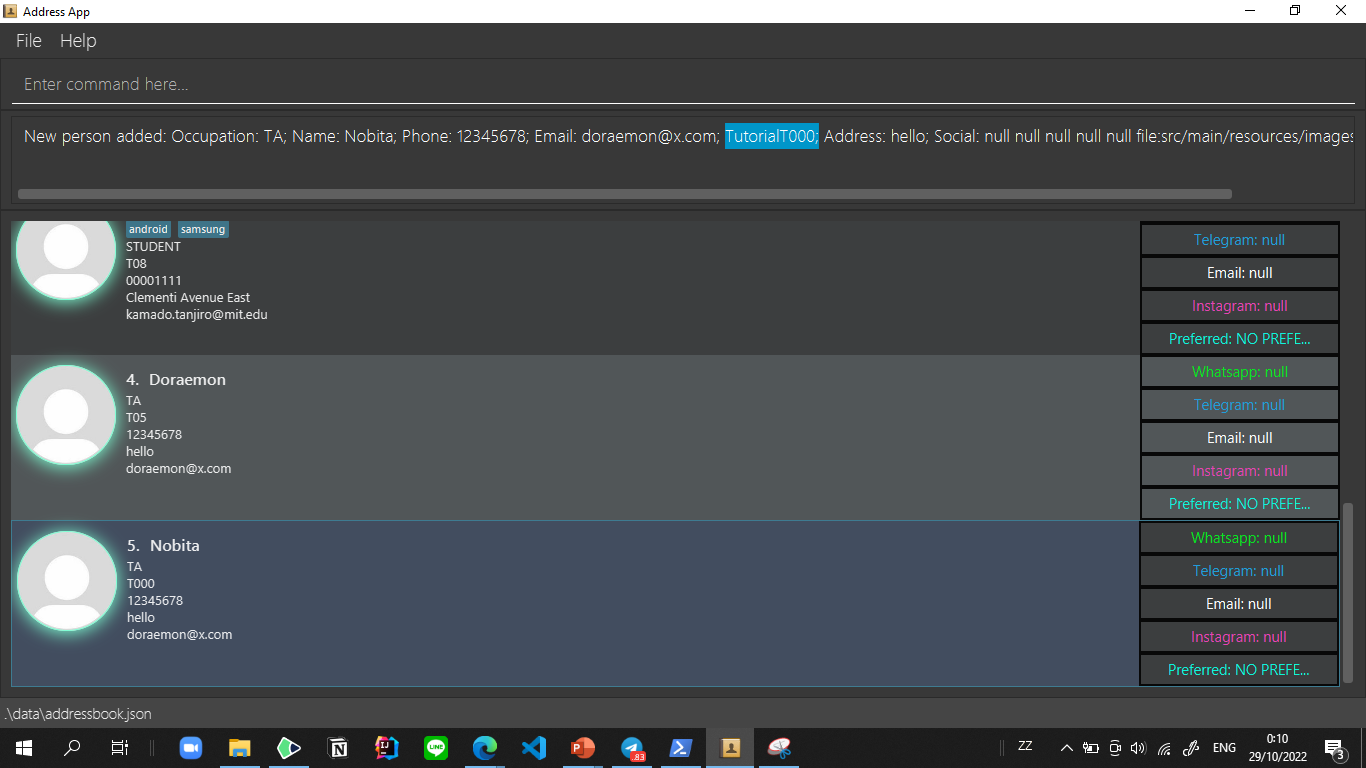 Address App
File Help
Enter command here...
New person added: Occupation: TA; Name: Nobita; Phone: 12345678; Email: doraemon@x.com; TutorialT000; Address: hello; Social: null null null null null file:src/main/resources/images
android samsung
STUDENT
T08
00001111
Clementi Avenue East
kamado.tanjiro@mit.edu
Telegram: null
Email: null
Instagram: null
Preferred: NO PREFE...
4. Doraemon
TA
T05
12345678
hello
doraemon@x.com
Whatsapp: null
Telegram: null
Email: null
Instagram: null
Preferred: NO PREFE...
5. Nobita
TA
T000
12345678
hello
doraemon@x.com
Whatsapp: null
Telegram: null
Email: null
Instagram: null
Preferred: NO PREFE...
.\data\addressbook.json
LINE
.83
ZZ
ENG
0:10
29/10/2022
3